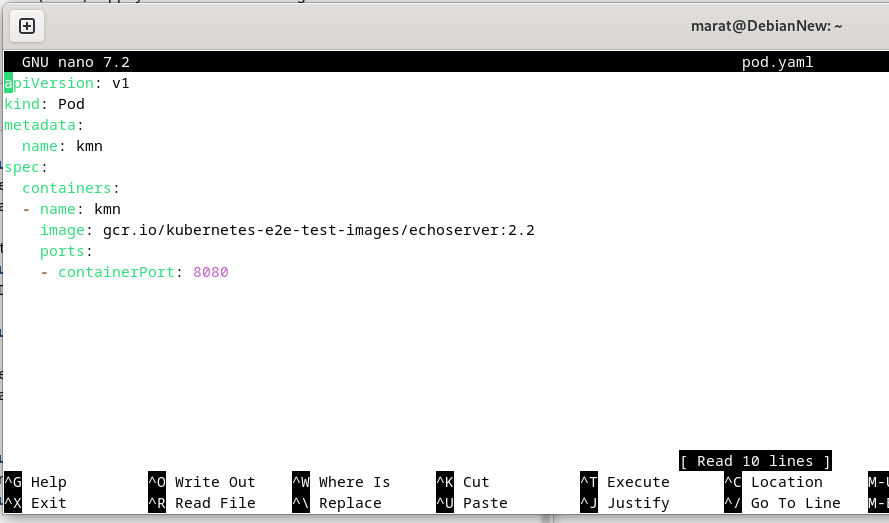 marat@DebianNew: ~
GNU nano 7.2 pod.yaml
apiVersion: v1
kind: Pod
metadata:
  name: kmn
spec:
  containers:
  - name: kmn
    image: gcr.io/kubernetes-e2e-test-images/echoserver:2.2
    ports:
    - containerPort: 8080
[ Read 10 lines ]
^G Help ^O Write Out ^W Where Is ^K Cut ^T Execute ^C Location
^X Exit ^R Read File ^\ Replace ^U Paste ^J Justify ^/ Go To Line